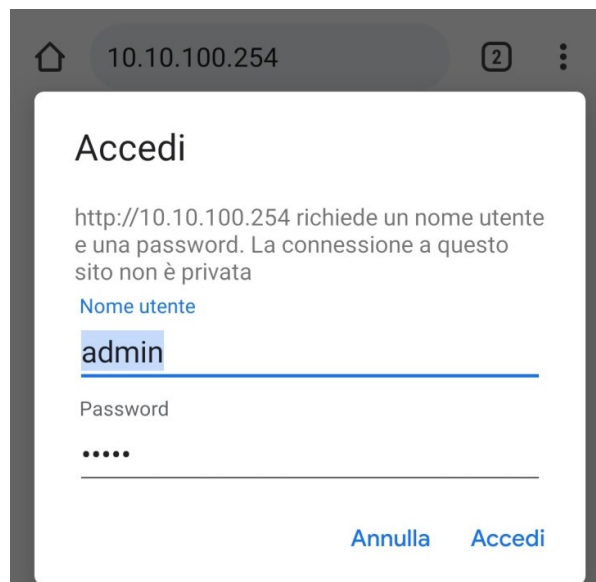 10.10.100.254
2
Accedi
http://10.10.100.254 richiede un nome utente
e una password. La connessione a questo
sito non è privata
Nome utente
admin
Password
•••••
Annulla Accedi